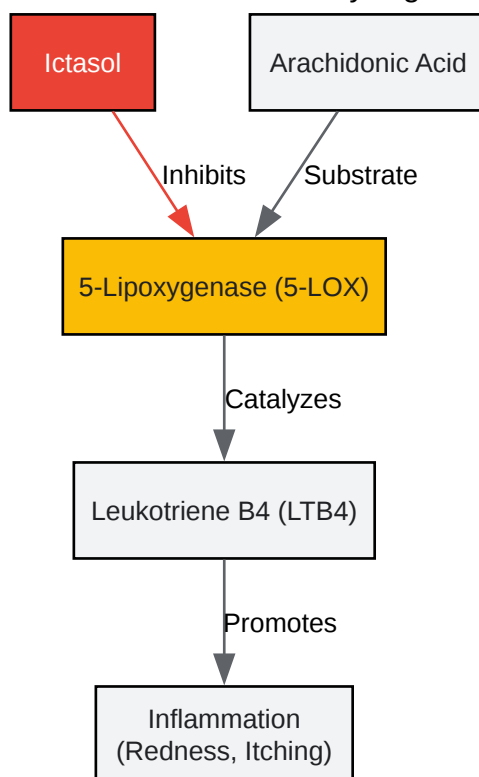 Ictasol
Arachidonic Acid
Inhibits
Substrate
5-Lipoxygenase (5-LOX)
Catalyzes
Leukotriene B4 (LTB4)
Promotes
Inflammation
(Redness, Itching)